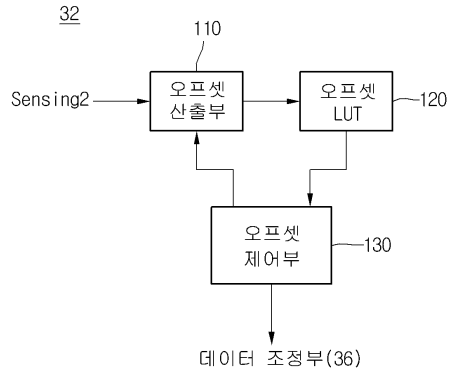 32
110
Sensing2
오프셋
산출부
오프셋
LUT
120
오프셋
제어부
130
데이터 조정부(36)